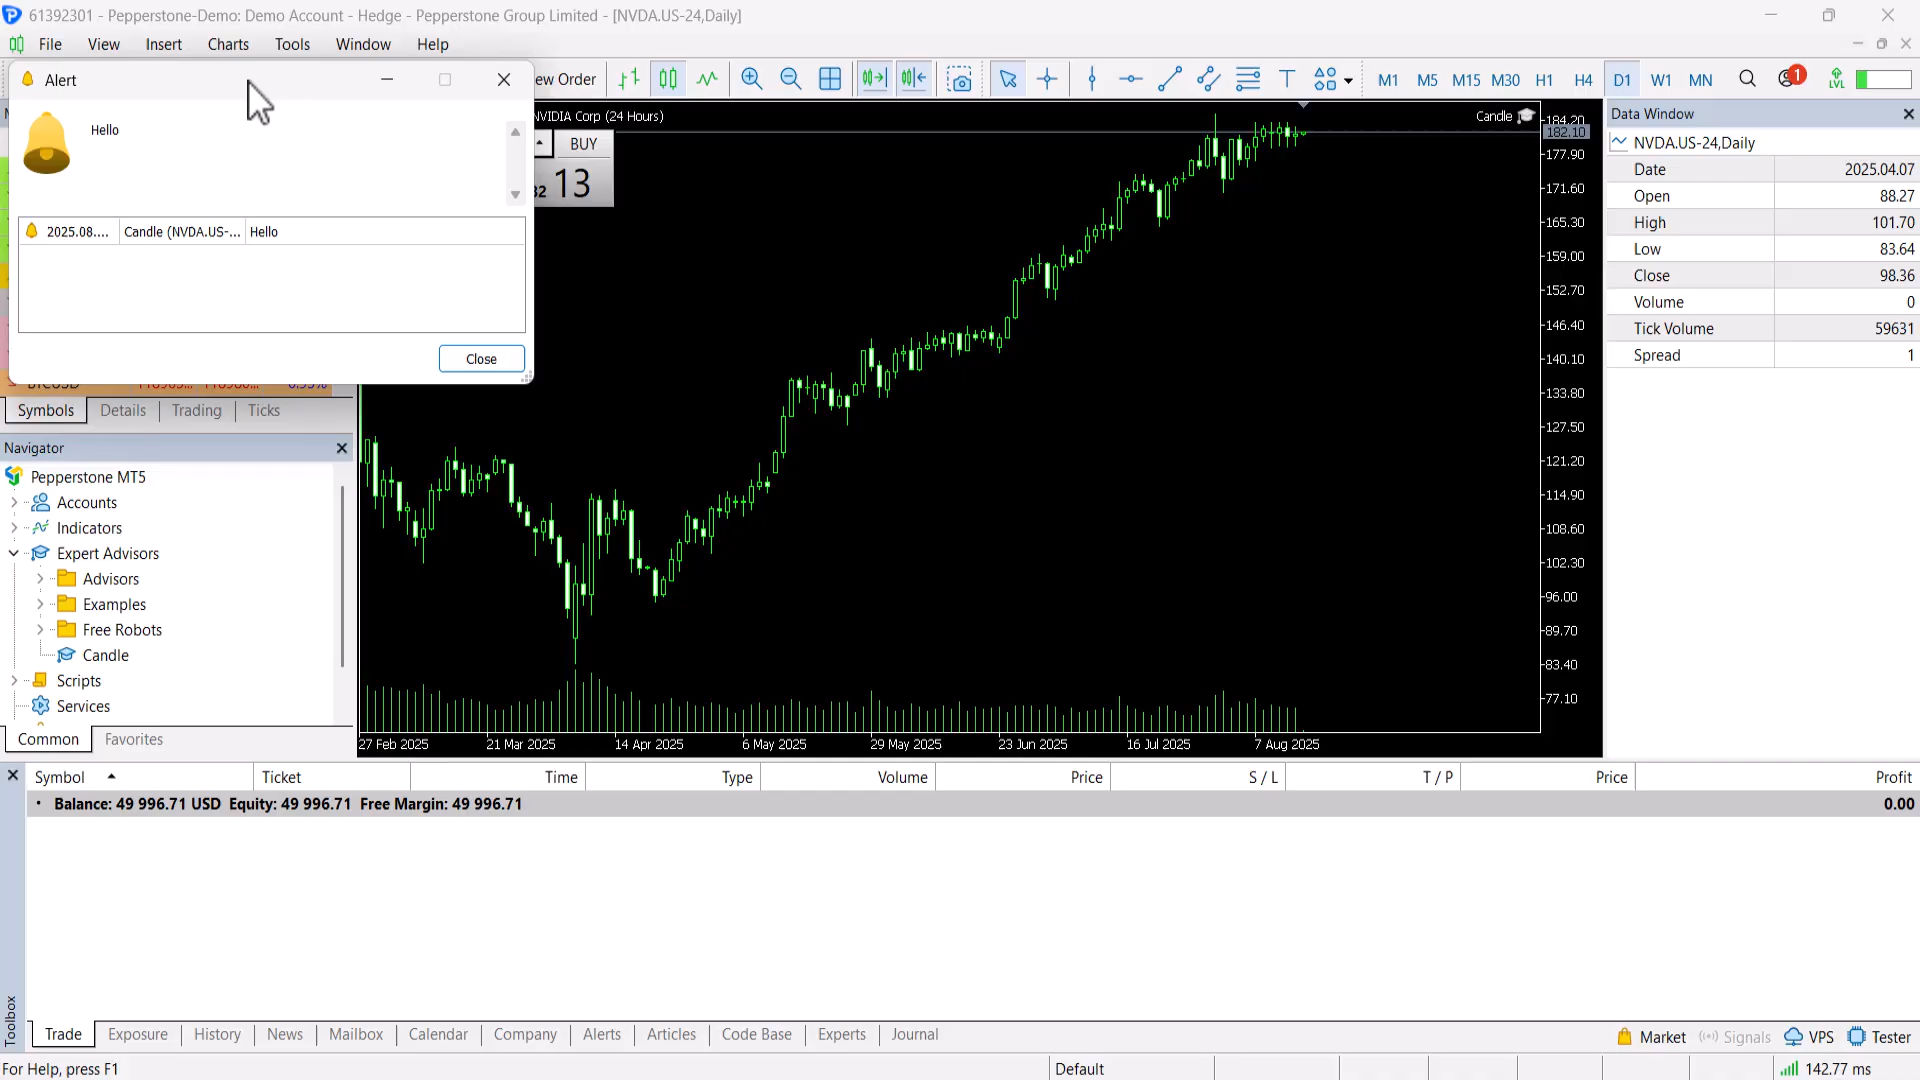 61392301 - Pepperstone-Demo: Demo Account - Hedge - Pepperstone Group Limited - [NVDA.US-24,Daily]
File View Insert Charts Tools Window Help
Alert
ew Order
M1 M5 M15 M30 H1 H4 D1 W1 MN
1
LVL
Hello
2025.08.... Candle (NVDA.US-... Hello
Close
NVIDIA Corp (24 Hours)
BUY
32 13
Candle
184.20
182.10
177.90
171.60
165.30
159.00
152.70
146.40
140.10
133.80
127.50
121.20
114.90
108.60
102.30
96.00
89.70
83.40
77.10
27 Feb 2025 21 Mar 2025 14 Apr 2025 6 May 2025 29 May 2025 23 Jun 2025 16 Jul 2025 7 Aug 2025
Data Window
NVDA.US-24,Daily
Date 2025.04.07
Open 88.27
High 101.70
Low 83.64
Close 98.36
Volume 0
Tick Volume 59631
Spread 1
Symbols Details Trading Ticks
Navigator
Pepperstone MT5
Accounts
Indicators
Expert Advisors
Advisors
Examples
Free Robots
Candle
Scripts
Services
Common Favorites
Symbol Ticket Time Type Volume Price S / L T / P Price Profit
Balance: 49 996.71 USD Equity: 49 996.71 Free Margin: 49 996.71 0.00
Toolbox
Trade Exposure History News Mailbox Calendar Company Alerts Articles Code Base Experts Journal
Market Signals VPS Tester
For Help, press F1
Default
142.77 ms